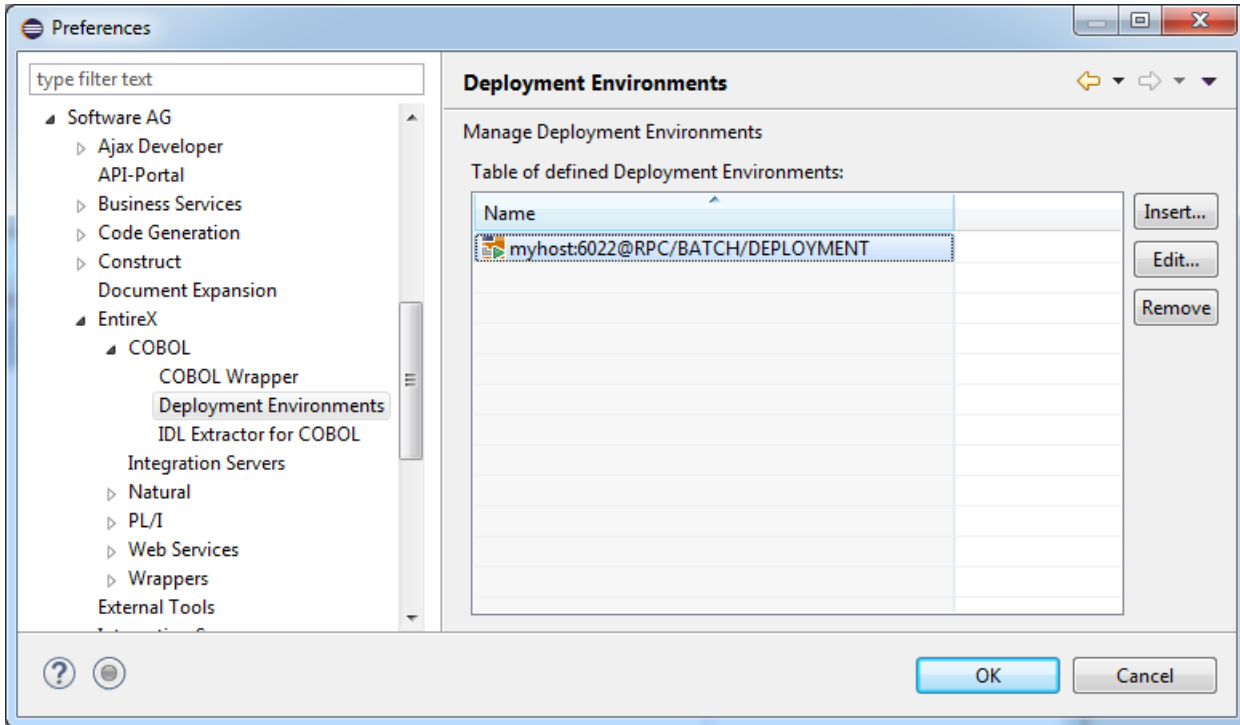 Preferences
type filter text
Software AG
Ajax Developer
API-Portal
Business Services
Code Generation
Construct
Document Expansion
EntireX
COBOL
COBOL Wrapper
Deployment Environments
IDL Extractor for COBOL
Integration Servers
Natural
PL/I
Web Services
Wrappers
External Tools
Deployment Environments
Manage Deployment Environments
Table of defined Deployment Environments:
Name
myhost:6022@RPC/BATCH/DEPLOYMENT
Insert...
Edit...
Remove
OK
Cancel